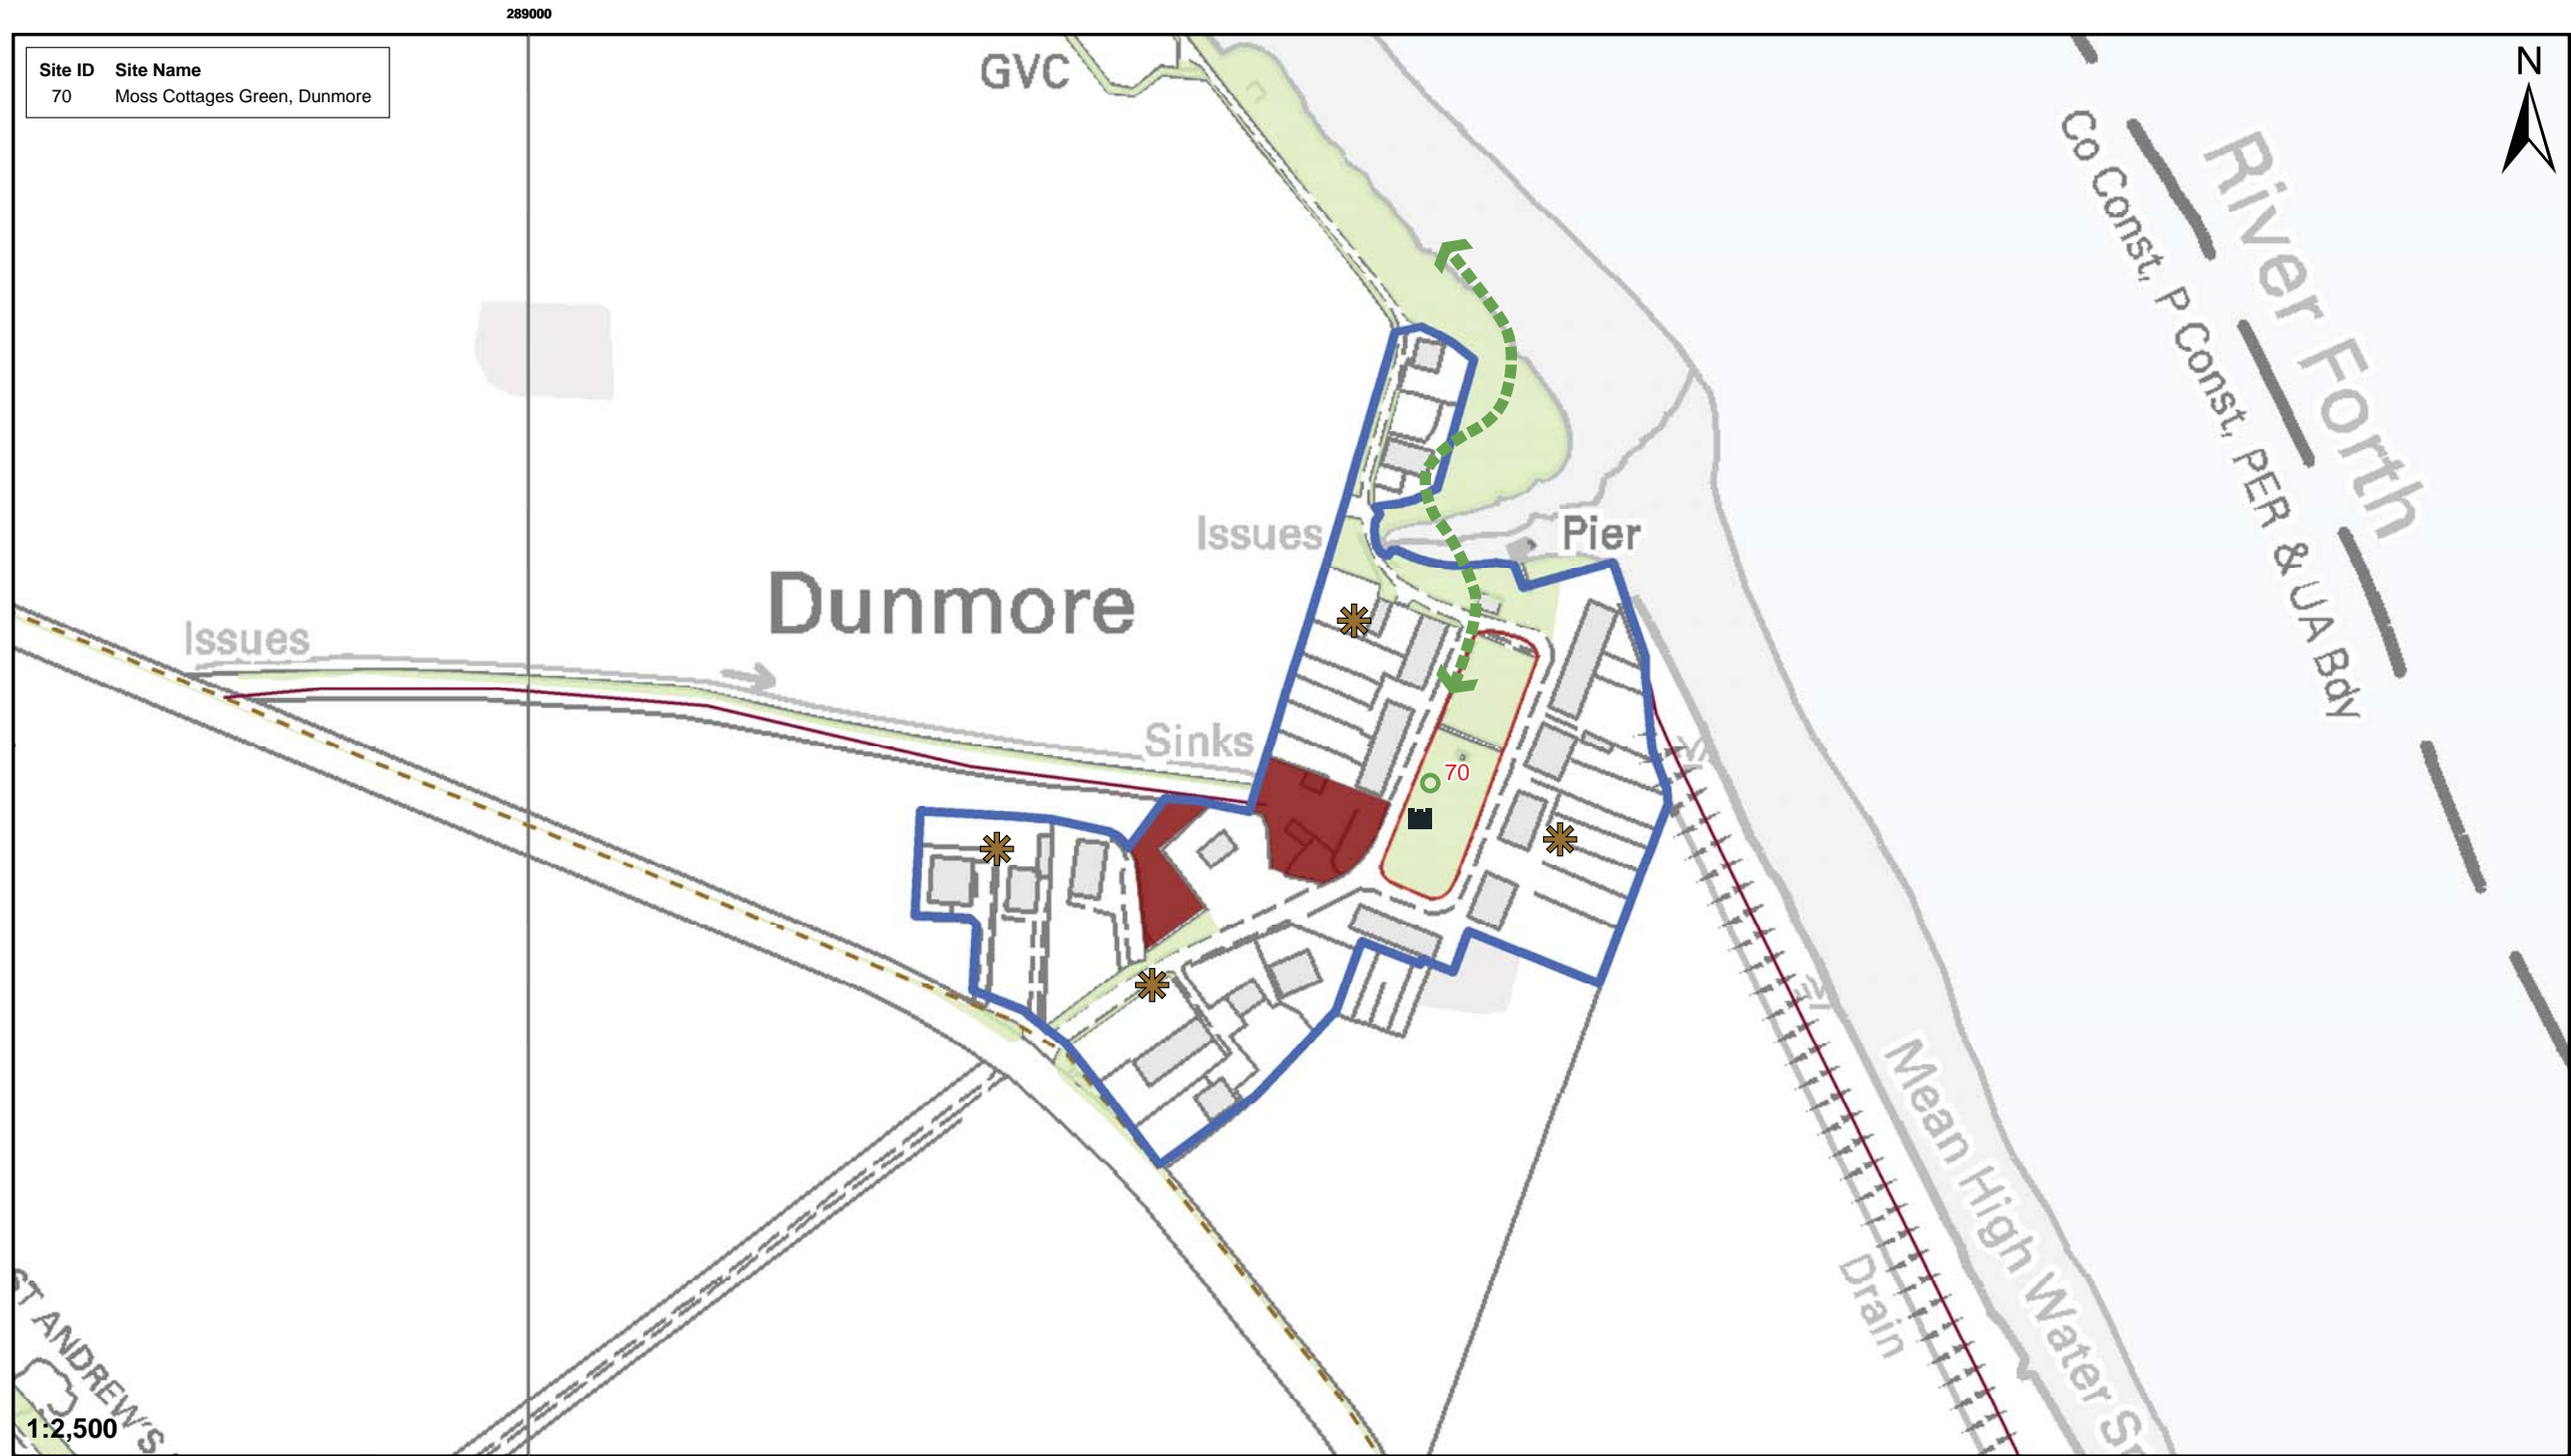 289000
Site ID Site Name
70 Moss Cottages Green, Dunmore
GVC
N
River Forth
Co Const, P Const, PER & UA Bdy
Issues
Pier
Dunmore
Issues
Sinks
70
Mean High Water Sp
Drain
ST ANDREW'S
1:2,500